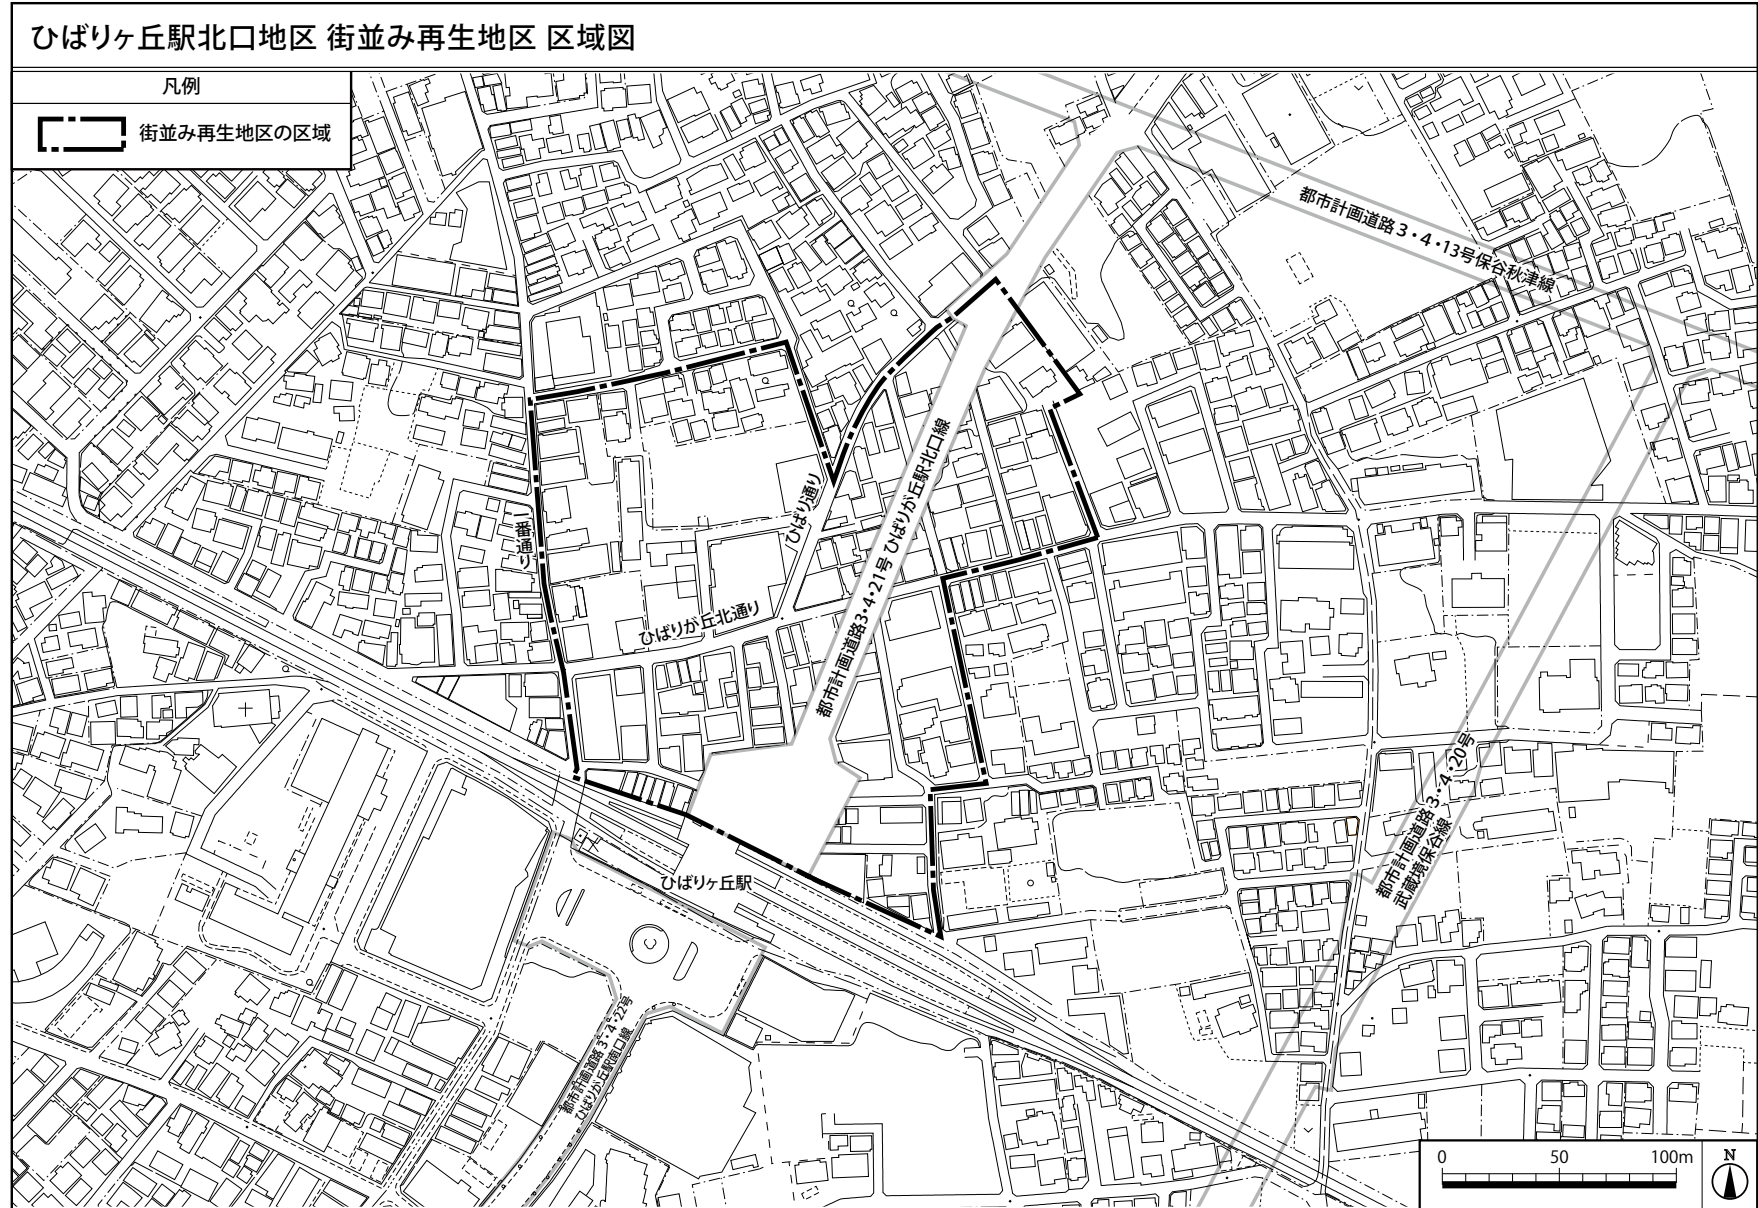 ひばりヶ丘駅北口地区 街並み再生地区 区域図
凡例
街並み再生地区の区域
都市計画道路3・4・13号保谷秋津線
ひばり通り
都市計画道路3・4・21号 ひばりが丘駅北口線
一番通り
ひばりが丘北通り
都市計画道路3・4・20号
武蔵境保谷線
ひばりヶ丘駅
都市計画道路3・4・22号
ひばりが丘駅南口線
0 50 100m
N